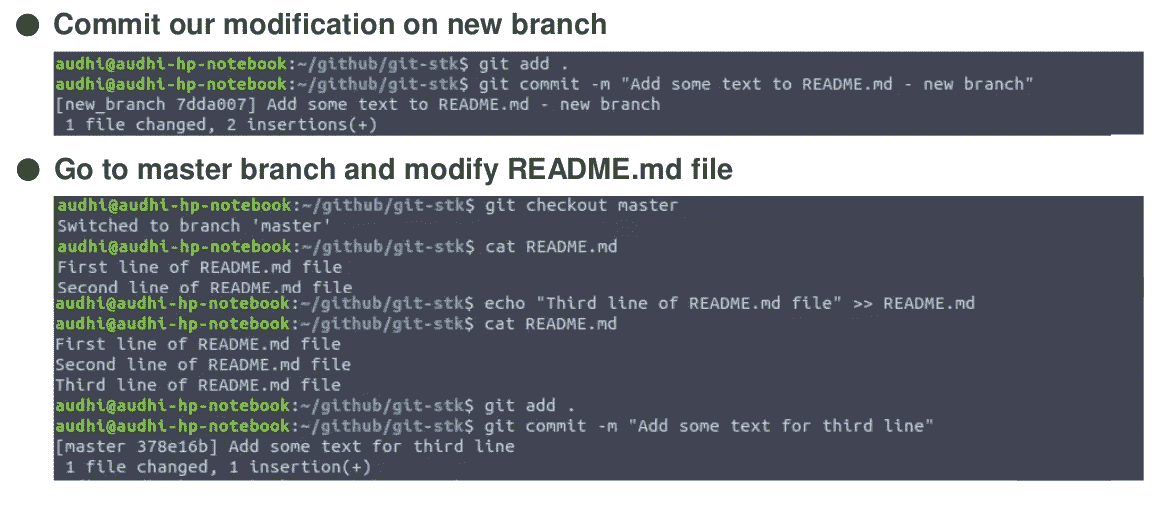 ● Commit our modification on new branch
audhi@audhi-hp-notebook:~/github/git-stk$ git add .
audhi@audhi-hp-notebook:~/github/git-stk$ git commit -m "Add some text to README.md - new branch"
[new_branch 7dda007] Add some text to README.md - new branch
1 file changed, 2 insertions(+)
● Go to master branch and modify README.md file
audhi@audhi-hp-notebook:~/github/git-stk$ git checkout master
Switched to branch 'master'
audhi@audhi-hp-notebook:~/github/git-stk$ cat README.md
First line of README.md file
Second line of README.md file
audhi@audhi-hp-notebook:~/github/git-stk$ echo "Third line of README.md file" >> README.md
audhi@audhi-hp-notebook:~/github/git-stk$ cat README.md
First line of README.md file
Second line of README.md file
Third line of README.md file
audhi@audhi-hp-notebook:~/github/git-stk$ git add .
audhi@audhi-hp-notebook:~/github/git-stk$ git commit -m "Add some text for third line"
[master 378e16b] Add some text for third line
1 file changed, 1 insertion(+)